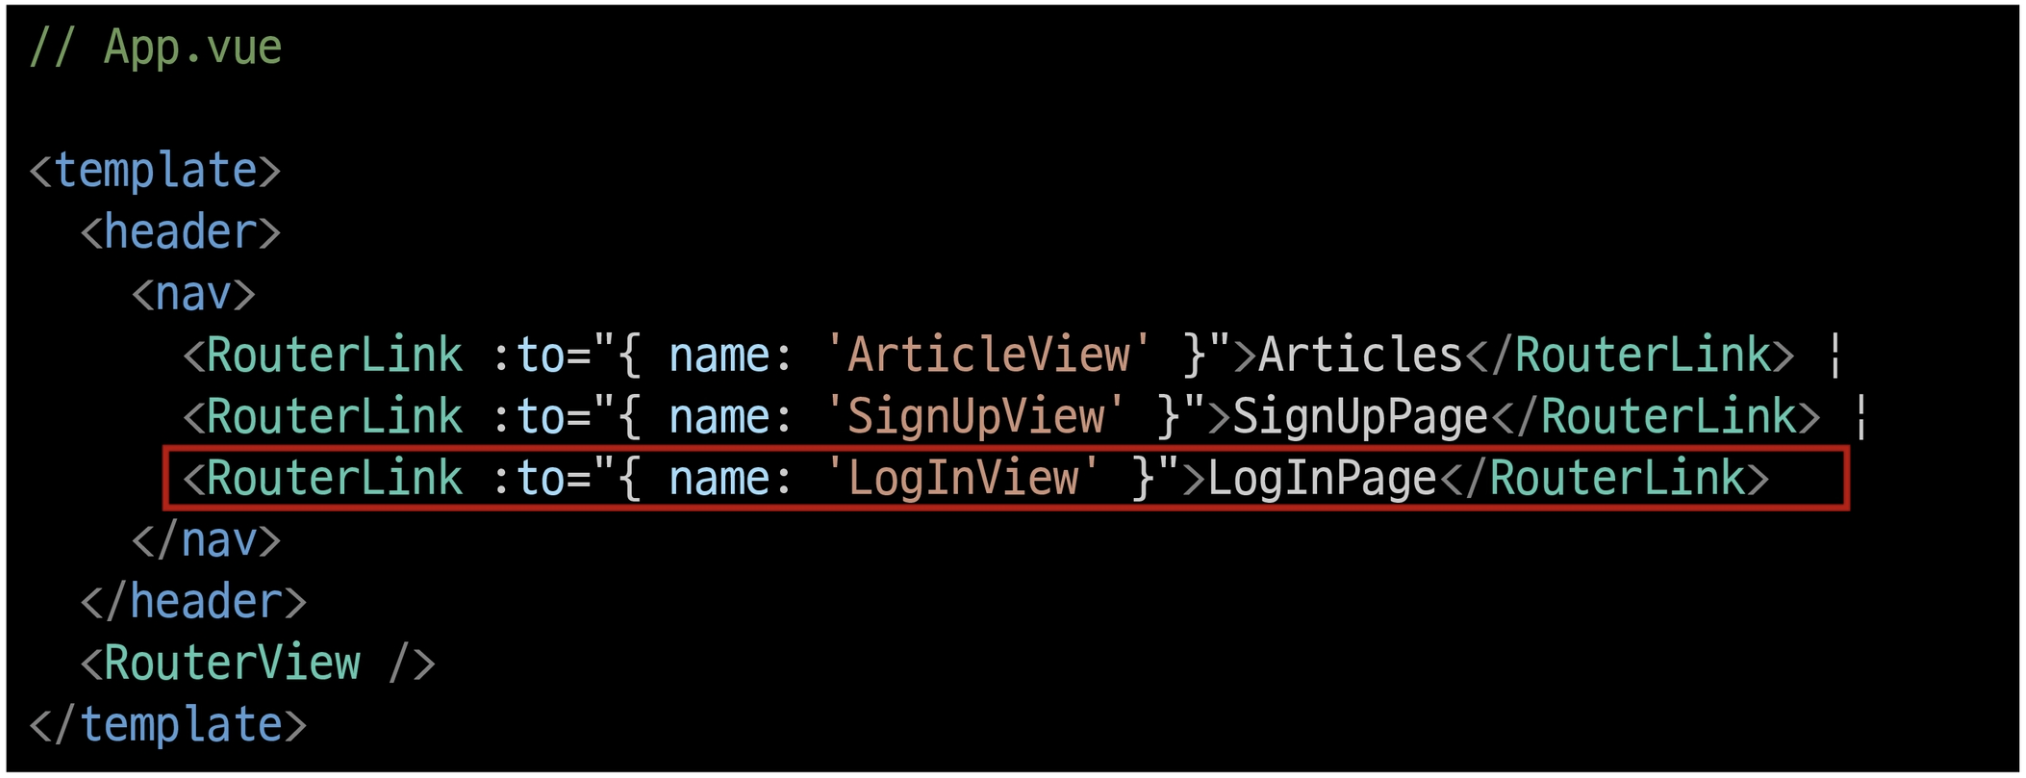 // App.vue
<template>
<header>
<nav>
<RouterLink :to="{ name: 'ArticleView' }">Articles</RouterLink> |
<RouterLink :to="{ name: 'SignUpView' }">SignUpPage</RouterLink> |
<RouterLink :to="{ name: 'LogInView' }">LogInPage</RouterLink>
</nav>
</header>
<RouterView />
</template>